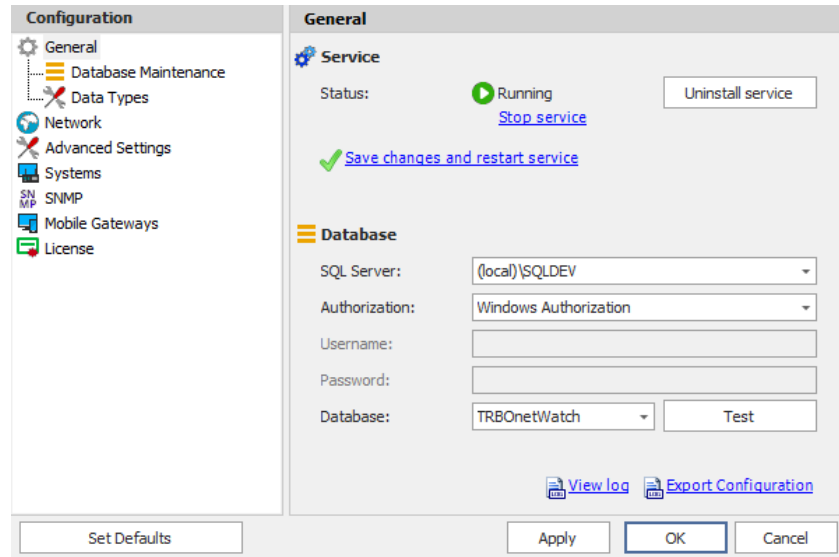 Configuration
General
Database Maintenance
Data Types
Network
Advanced Settings
Systems
SN
MP
SNMP
Mobile Gateways
License
General
Service
Status:
Running
Uninstall service
Stop service
Save changes and restart service
Database
SQL Server:
(local)\SQLDEV
Authorization:
Windows Authorization
Username:
Password:
Database:
TRBOnetWatch
Test
LOG
View log
LOG
Export Configuration
Set Defaults
Apply
OK
Cancel